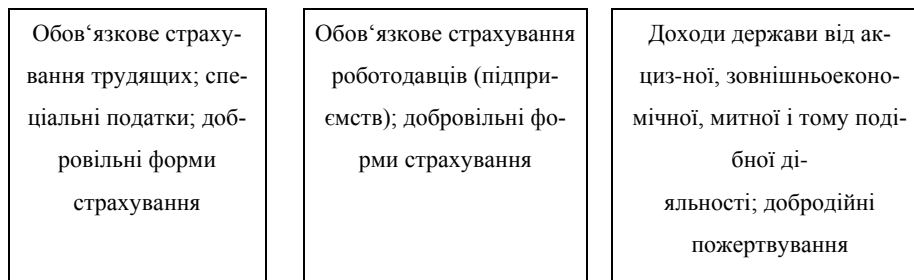 Обов‘язкове страху-
вання трудящих; спе-
ціальні податки; доб-
ровільні форми
страхування
Обов‘язкове страхування
роботодавців (підпри-
ємств); добровільні фо-
рми страхування
Доходи держави від ак-
циз-ної, зовнішньоеконо-
мічної, митної і тому поді-
бної ді-
яльності; добродійні
пожертвування